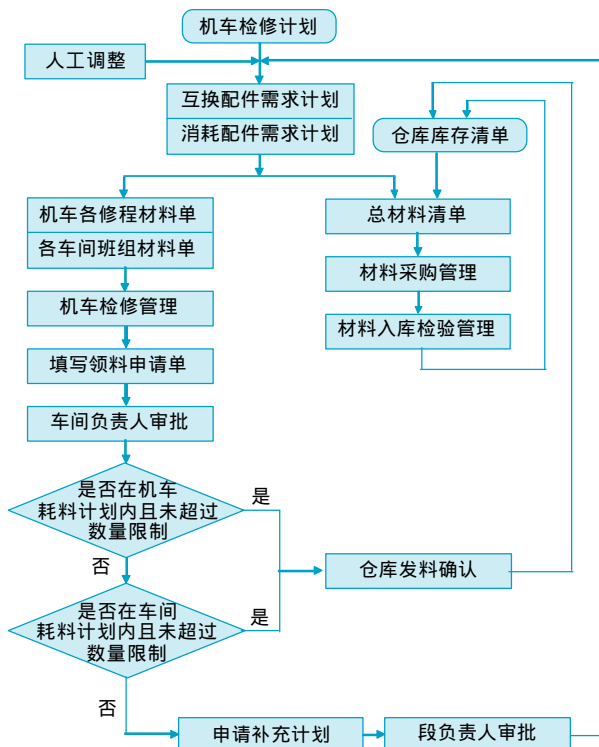 机车检修计划
人工调整
互换配件需求计划
消耗配件需求计划
仓库库存清单
机车各修程材料单
各车间班组材料单
总材料清单
材料采购管理
机车检修管理
材料入库检验管理
填写领料申请单
车间负责人审批
是否在机车
耗料计划内且未超过
数量限制
是
否
仓库发料确认
是否在车间
耗料计划内且未超过
数量限制
是
否
申请补充计划
段负责人审批